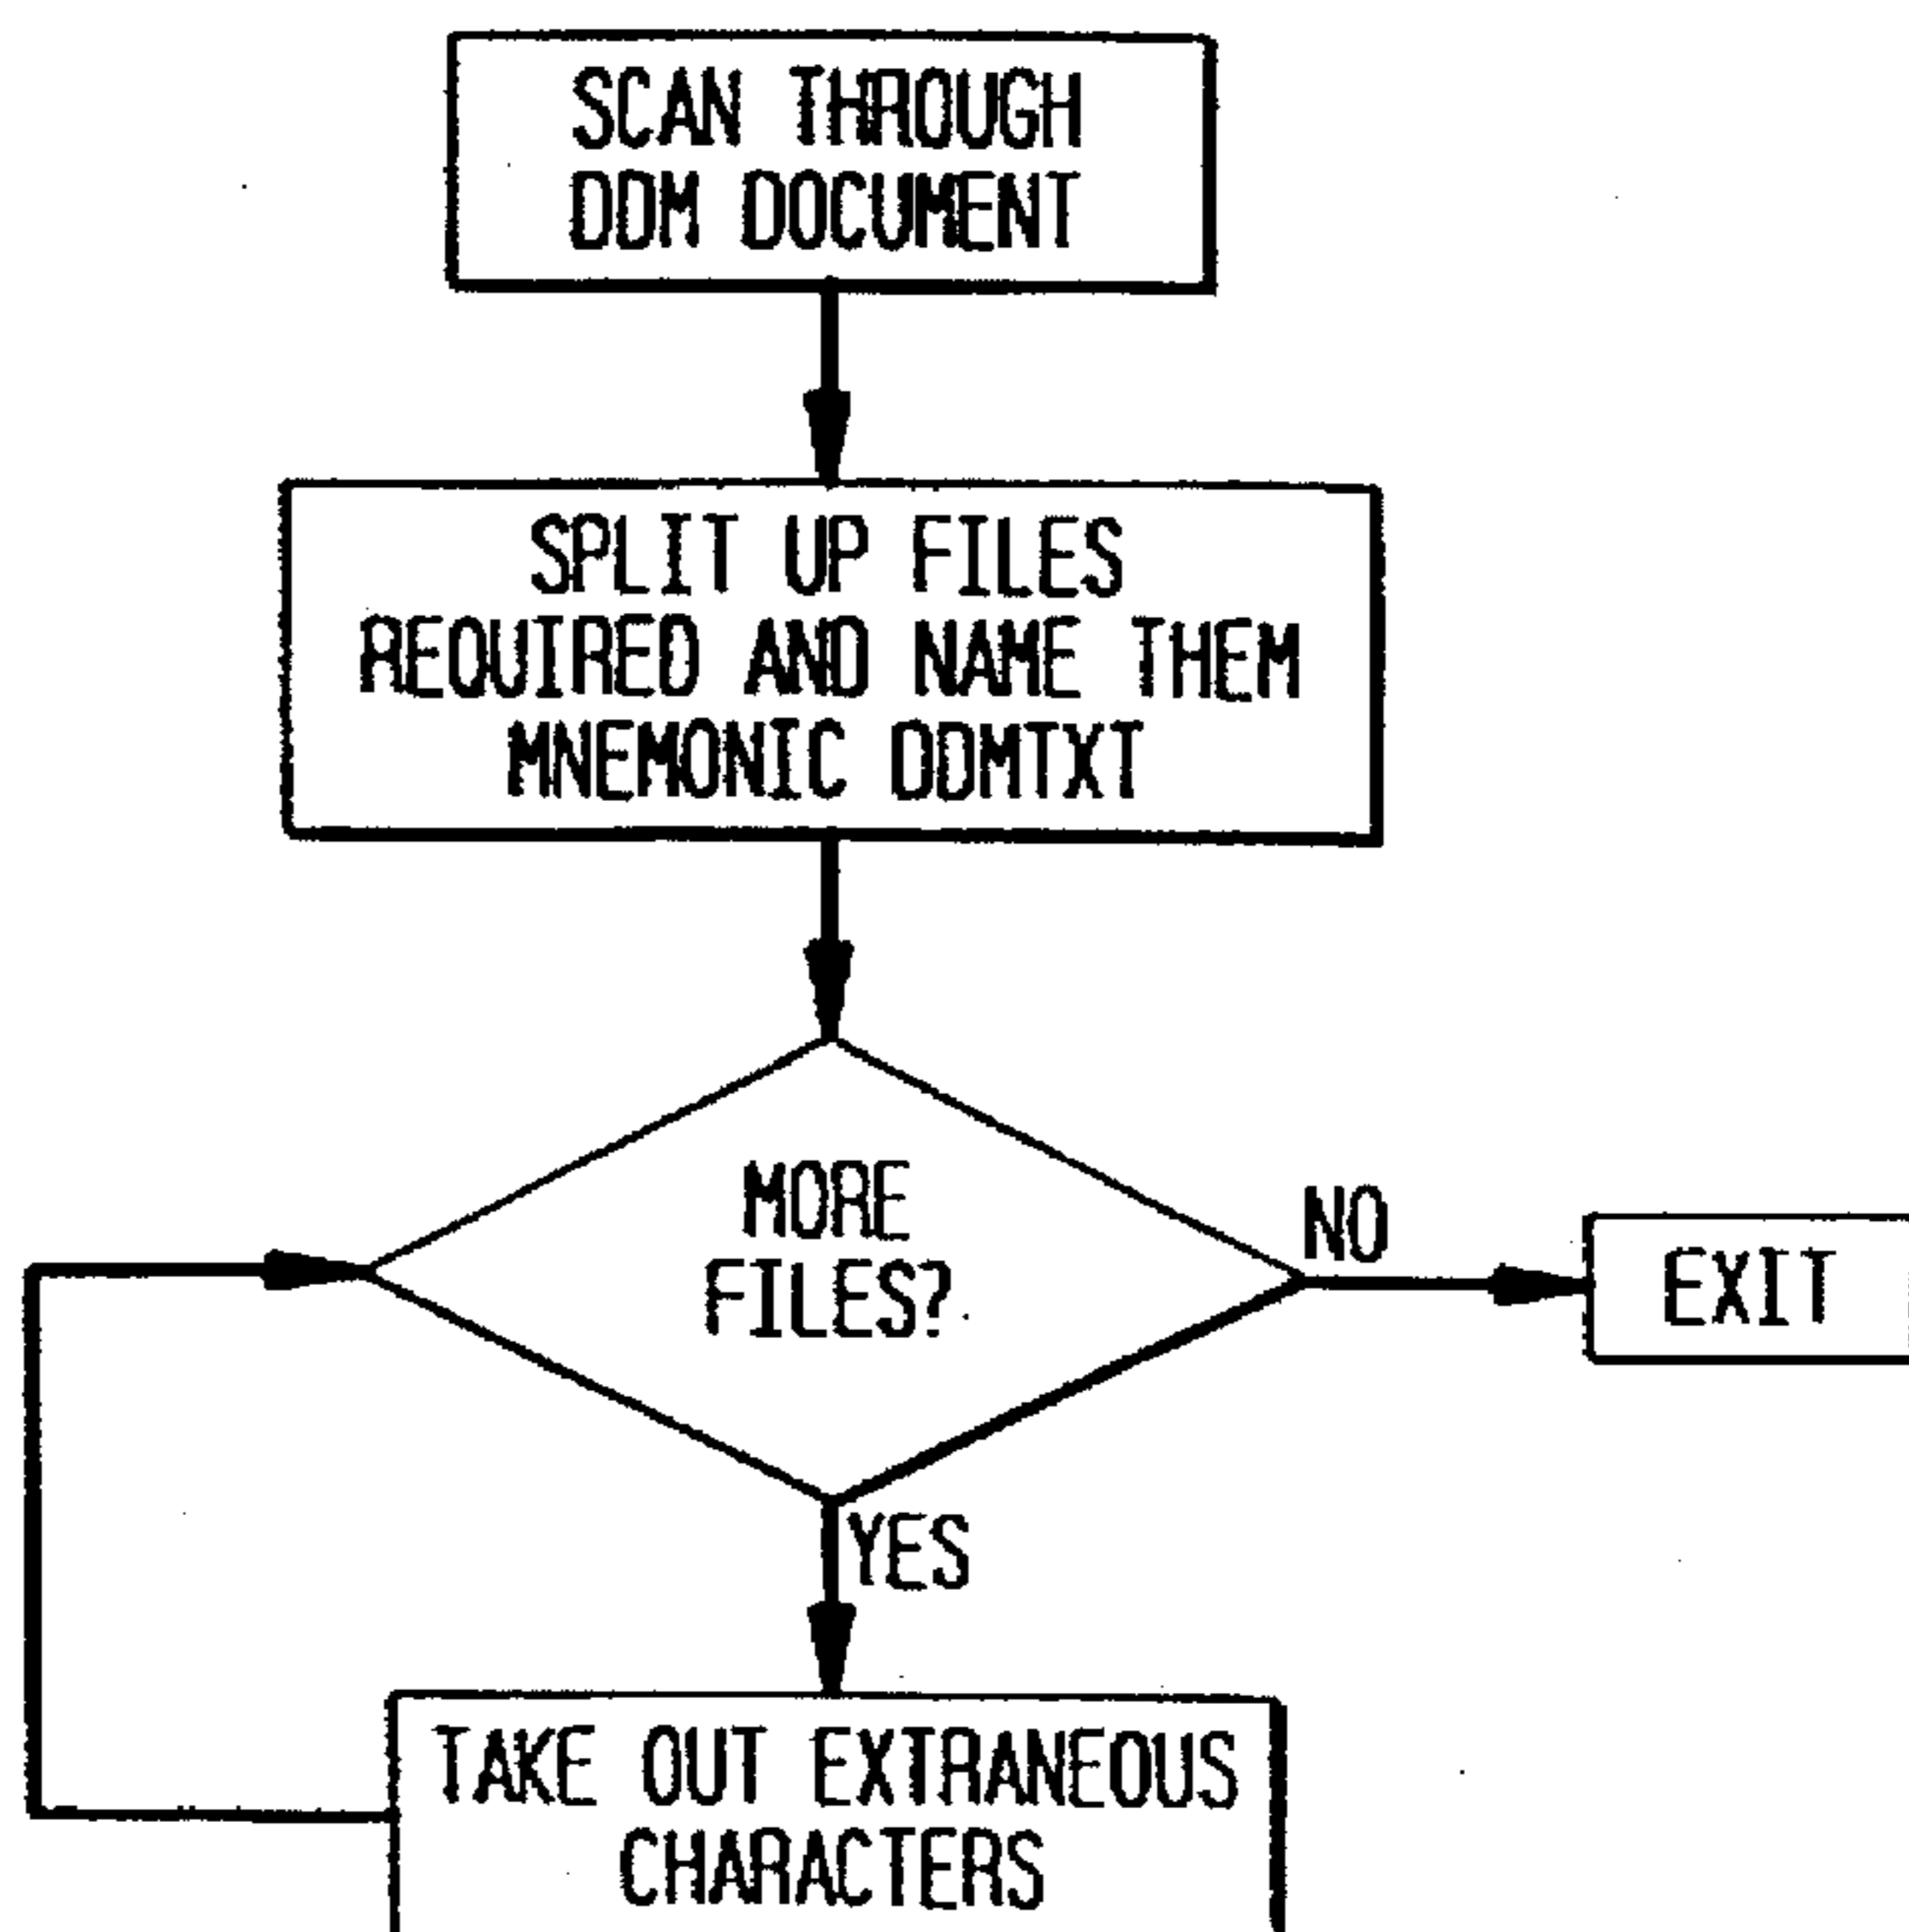 SCAN THROUGH
DDM DOCUMENT
SPLIT UP FILES
REQUIRED AND NAME THEM
MNEMONIC DDMTXT
MORE
FILES?
NO
EXIT
YES
TAKE OUT EXTRANEOUS
CHARACTERS